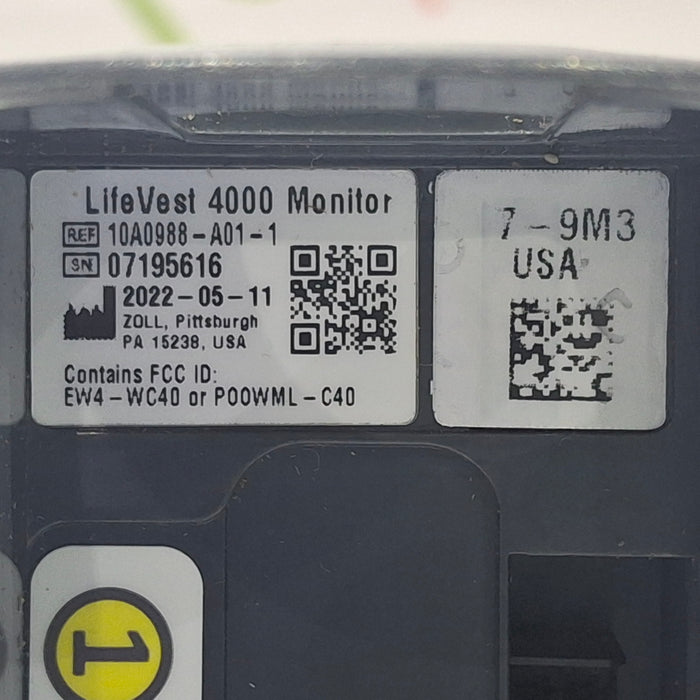 LifeVest 4000 Monitor
REF 10A0988-A01-1
SN 07195616
2022-05-11
ZOLL, Pittsburgh
PA 15238, USA
Contains FCC ID:
EW4-WC40 or POOWML-C40
7-9M3
USA
1